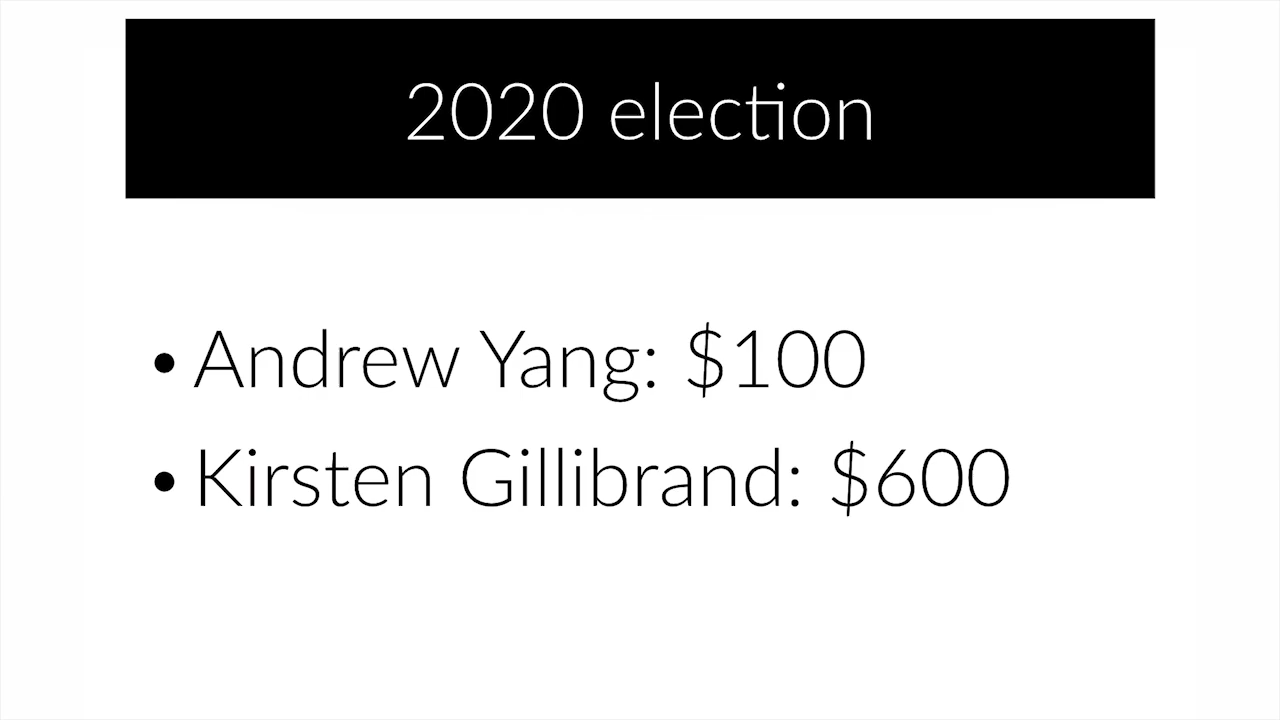 2020 election
• Andrew Yang: $100
• Kirsten Gillibrand: $600